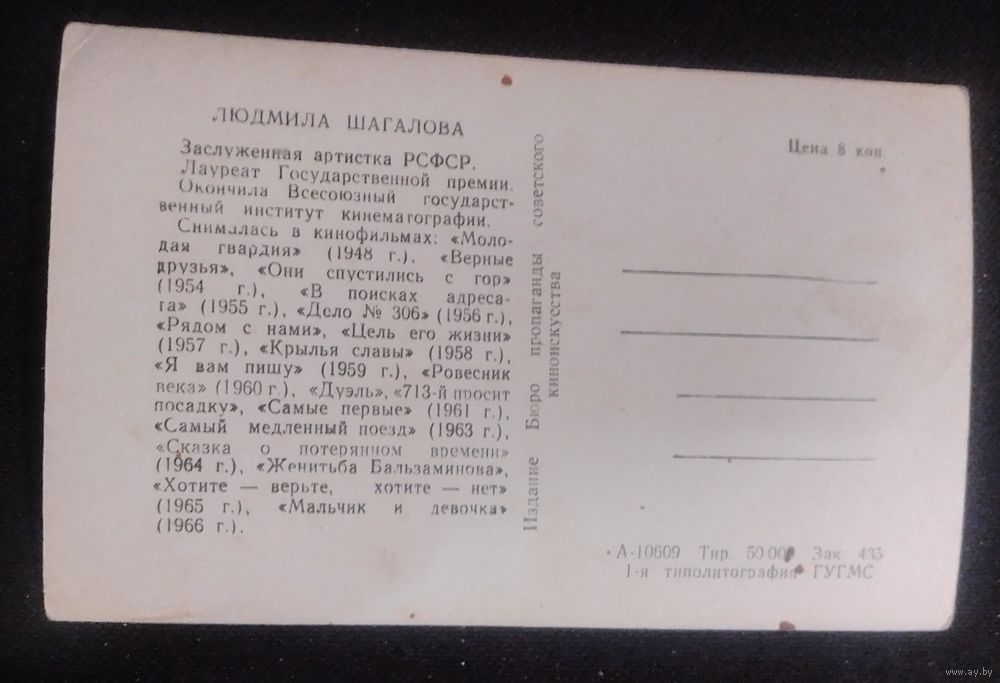 ЛЮДМИЛА ШАГАЛОВА
Заслуженная артистка РСФСР.
Лауреат Государственной премии.
Окончила Всесоюзный государст-
венный институт кинематографии.
Снималась в кинофильмах: «Моло-
дая гвардия» (1948 г.), «Верные
друзья», «Они спустились с гор»
(1954 г.), «В поисках адреса-
та» (1955 г.), «Дело № 306» (1956 г.),
«Рядом с нами», «Цель его жизни»
(1957 г.), «Крылья славы» (1958 г.),
«Я вам пишу» (1959 г.), «Ровесник
века» (1960 г.), «Дуэль», «713-й просит
посадку», «Самые первые» (1961 г.),
«Самый медленный поезд» (1963 г.),
«Сказка о потерянном времени»
(1964 г.), «Женитьба Бальзаминова»,
«Хотите — верьте, хотите — нет»
(1965 г.), «Мальчик и девочка»
(1966 г.).
Издание Бюро пропаганды советского
киноискусства
Цена 8 коп.
А-10609 Тир. 50 000 Зак. 435
1-я типолитография ГУГМС
www.ay.by